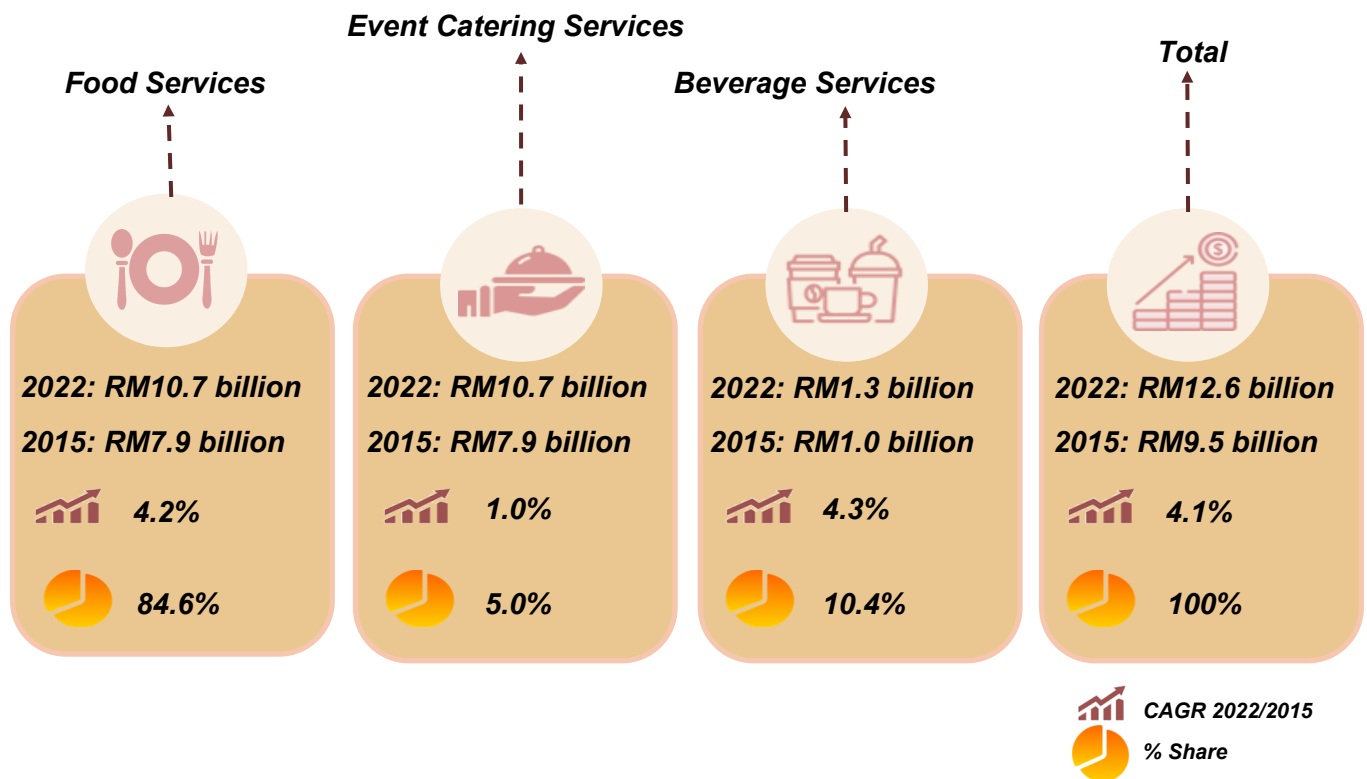 Food Services
2022: RM10.7 billion
2015: RM7.9 billion
4.2%
84.6%
Event Catering Services
2022: RM10.7 billion
2015: RM7.9 billion
1.0%
5.0%
Beverage Services
2022: RM1.3 billion
2015: RM1.0 billion
4.3%
10.4%
Total
2022: RM12.6 billion
2015: RM9.5 billion
4.1%
100%
CAGR 2022/2015
% Share